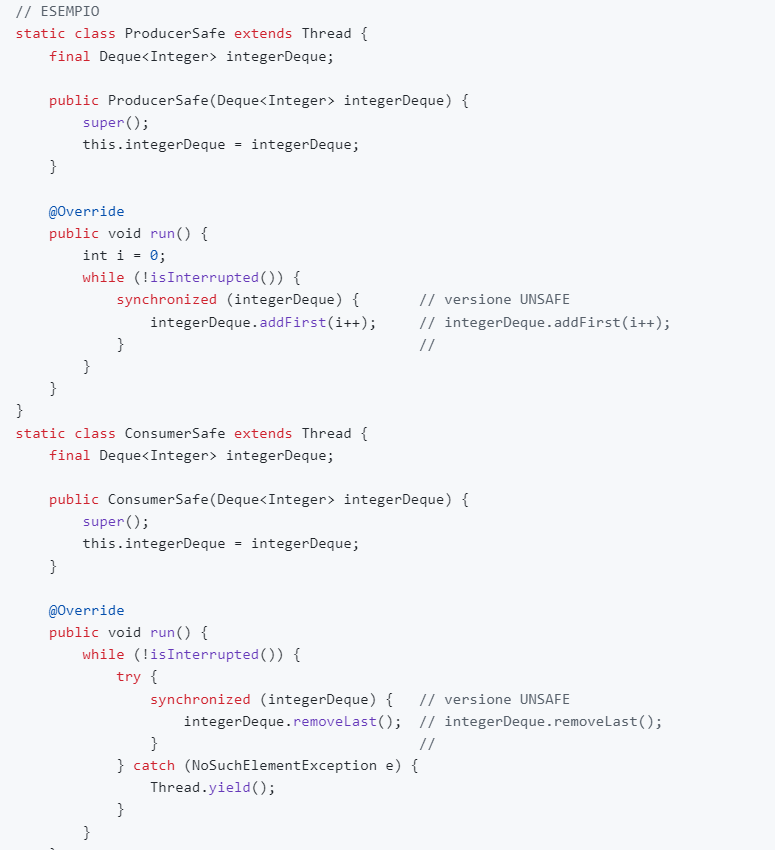 // ESEMPIO
static class ProducerSafe extends Thread {
    final Deque<Integer> integerDeque;

    public ProducerSafe(Deque<Integer> integerDeque) {
        super();
        this.integerDeque = integerDeque;
    }

    @Override
    public void run() {
        int i = 0;
        while (!isInterrupted()) {
            synchronized (integerDeque) {       // versione UNSAFE
                integerDeque.addFirst(i++);     // integerDeque.addFirst(i++);
            }                                   //
        }
    }
}
static class ConsumerSafe extends Thread {
    final Deque<Integer> integerDeque;

    public ConsumerSafe(Deque<Integer> integerDeque) {
        super();
        this.integerDeque = integerDeque;
    }

    @Override
    public void run() {
        while (!isInterrupted()) {
            try {
                synchronized (integerDeque) {   // versione UNSAFE
                    integerDeque.removeLast();  // integerDeque.removeLast();
                }                               //
            } catch (NoSuchElementException e) {
                Thread.yield();
            }
        }